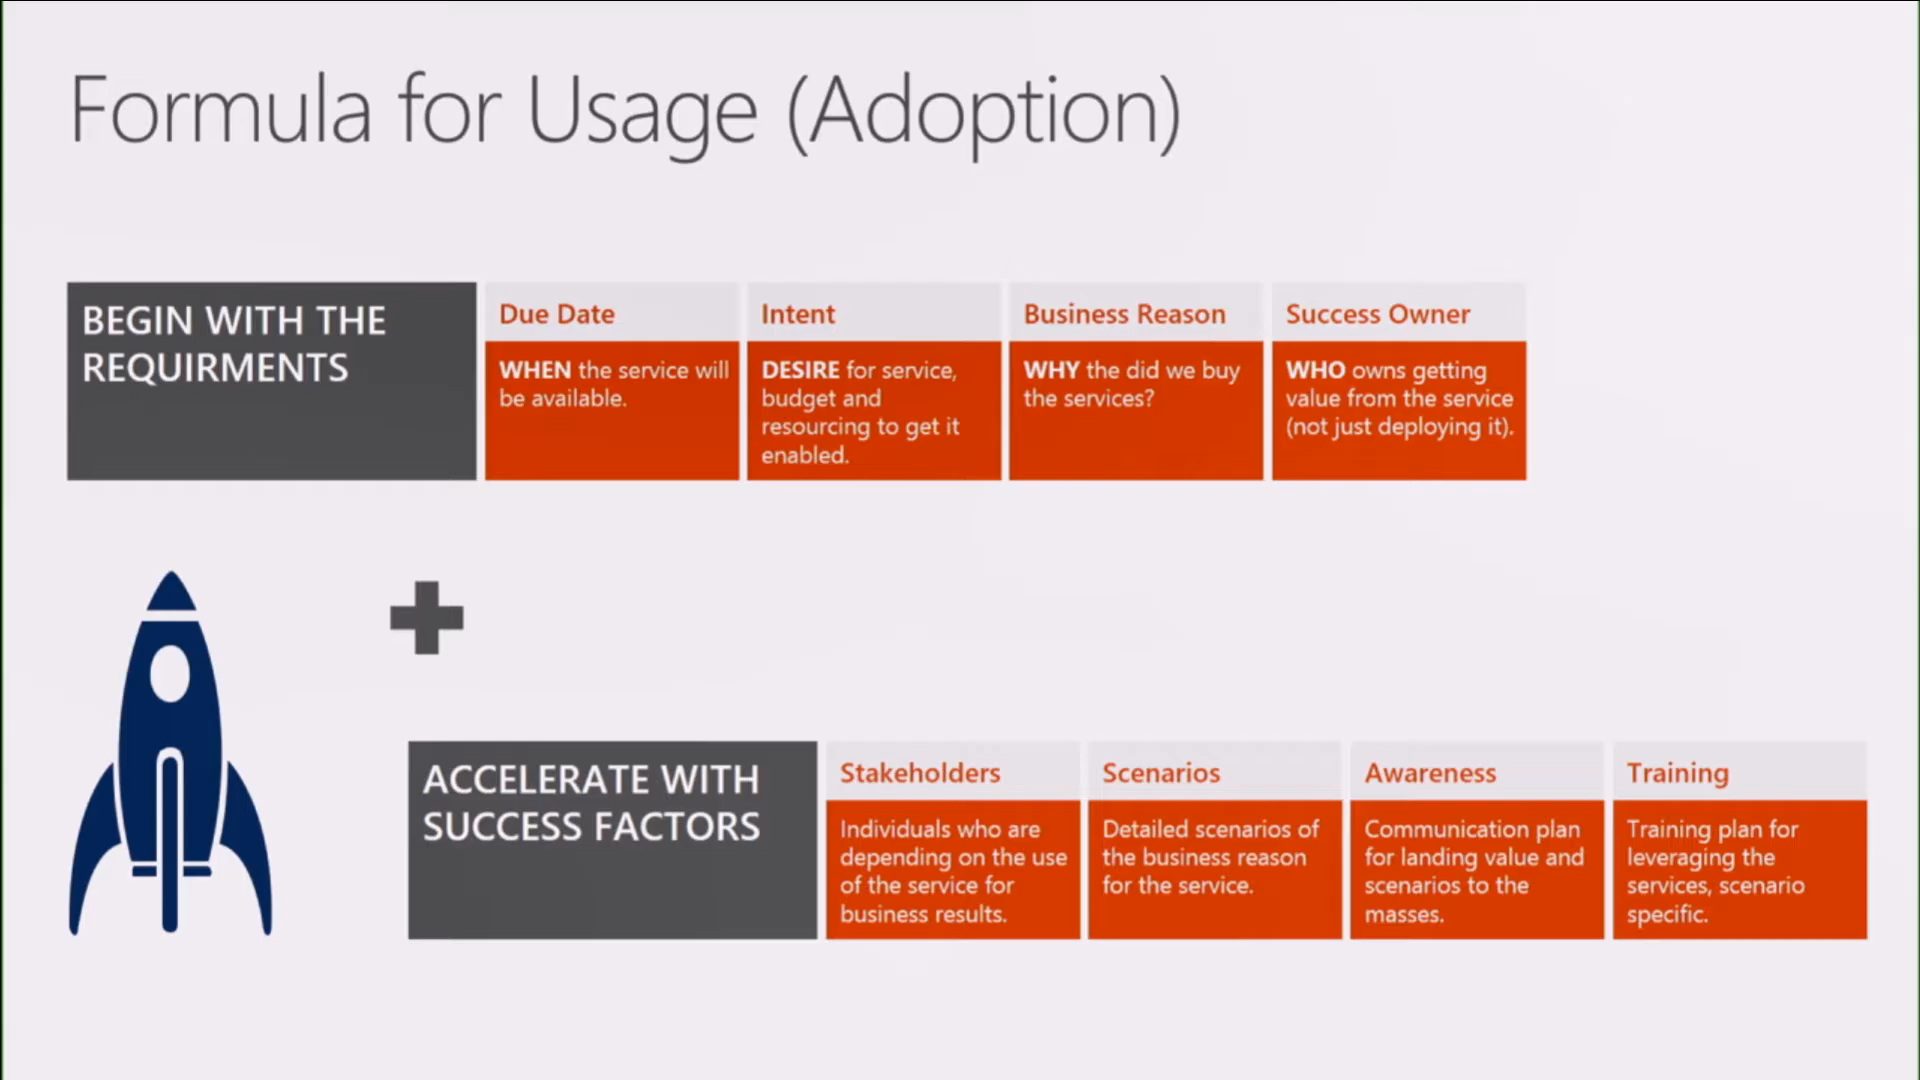 Formula for Usage (Adoption)
BEGIN WITH THE
REQUIRMENTS
Due Date
WHEN the service will
be available.
Intent
DESIRE for service,
budget and
resourcing to get it
enabled.
Business Reason
WHY the did we buy
the services?
Success Owner
WHO owns getting
value from the service
(not just deploying it).
ACCELERATE WITH
SUCCESS FACTORS
Stakeholders
Individuals who are
depending on the use
of the service for
business results.
Scenarios
Detailed scenarios of
the business reason
for the service.
Awareness
Communication plan
for landing value and
scenarios to the
masses.
Training
Training plan for
leveraging the
services, scenario
specific.